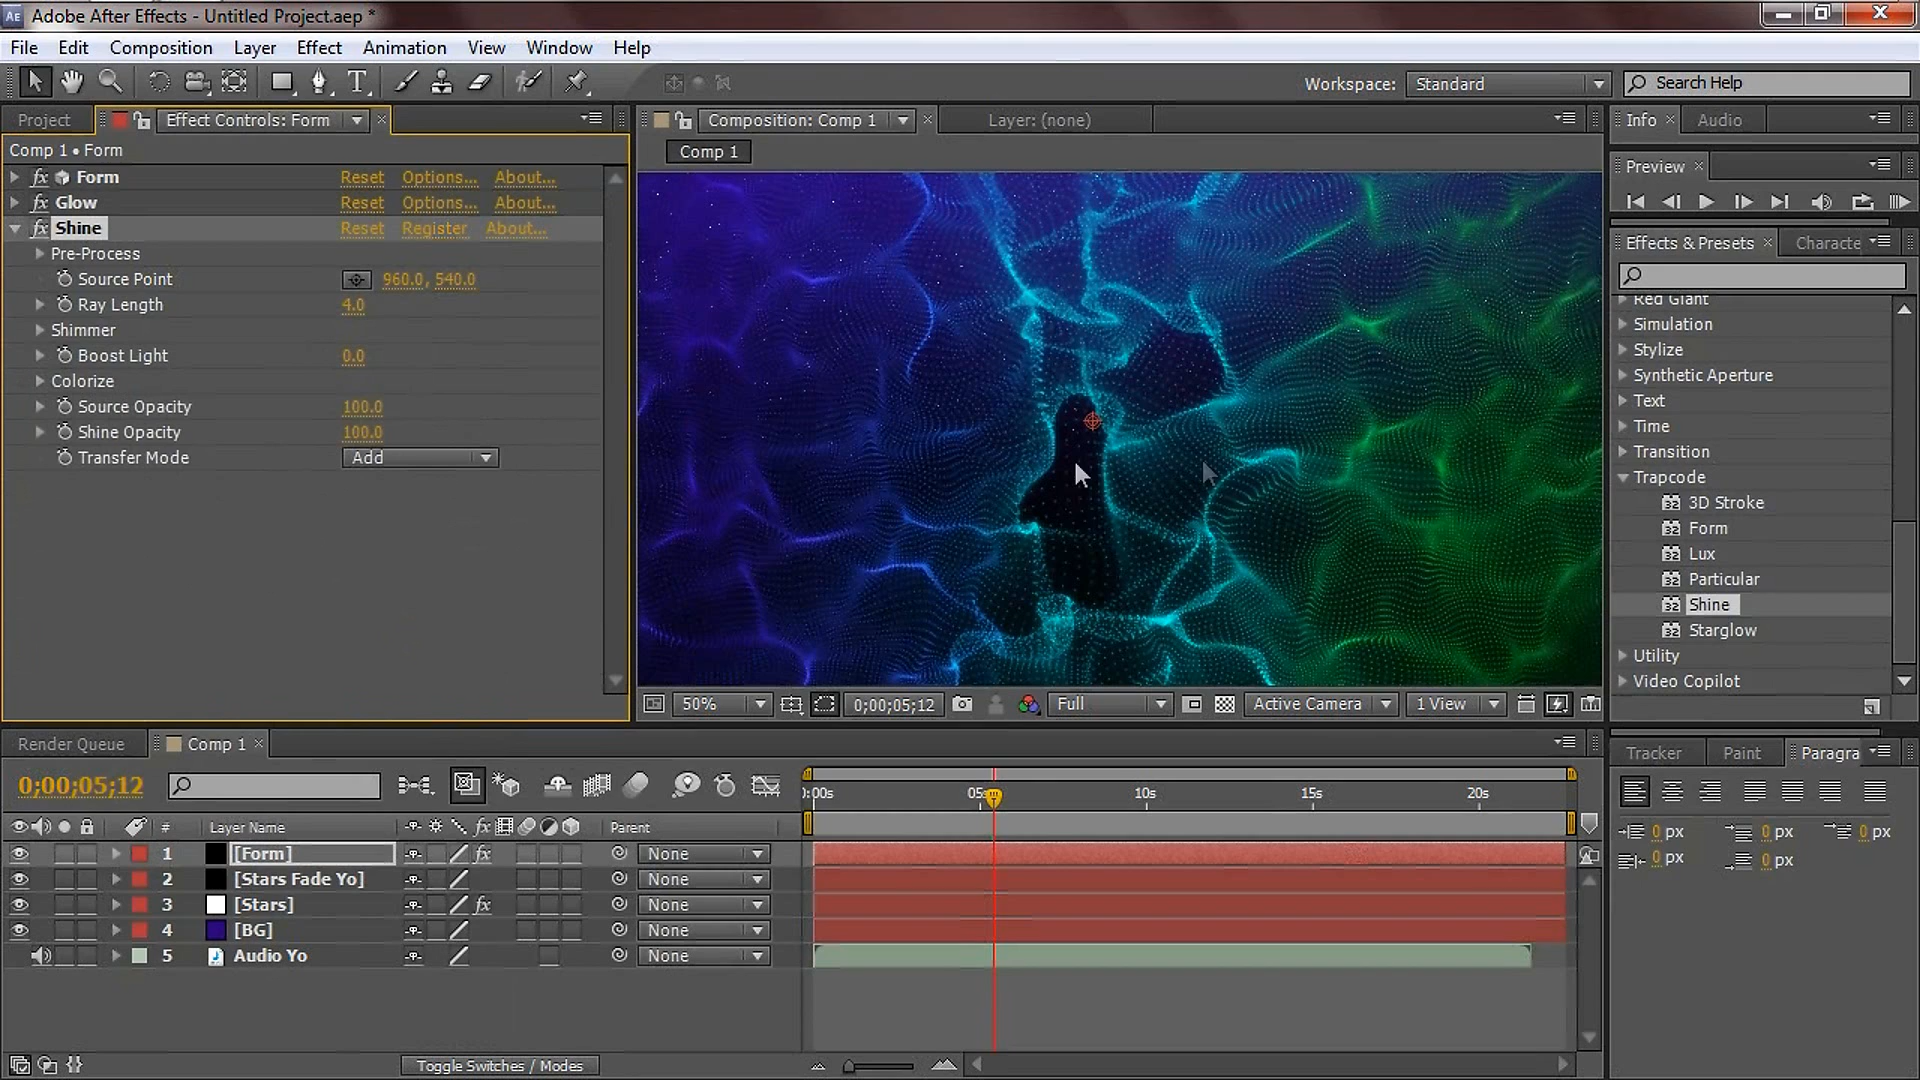 Adobe After Effects - Untitled Project.aep *
File Edit Composition Layer Effect Animation View Window Help
Workspace: Standard Search Help
Project Effect Controls: Form
Composition: Comp 1 Layer: (none)
Info Audio
Comp 1 • Form
Comp 1
Form Reset Options... About...
Glow Reset Options... About...
Shine Reset Register About...
Pre-Process
Source Point 960.0, 540.0
Ray Length 4.0
Shimmer
Boost Light 0.0
Colorize
Source Opacity 100.0
Shine Opacity 100.0
Transfer Mode Add
50% 0;00;05;12 Full Active Camera 1 View
Preview
Effects & Presets Characte
Red Giant
Simulation
Stylize
Synthetic Aperture
Text
Time
Transition
Trapcode
32 3D Stroke
32 Form
32 Lux
32 Particular
32 Shine
32 Starglow
Utility
Video Copilot
Render Queue Comp 1
0;00;05;12
):00s 05s 10s 15s 20s
# Layer Name Parent
1 [Form] None
2 [Stars Fade Yo] None
3 [Stars] None
4 [BG] None
5 Audio Yo None
Toggle Switches / Modes
Tracker Paint Paragra
0 px 0 px 0 px
0 px 0 px